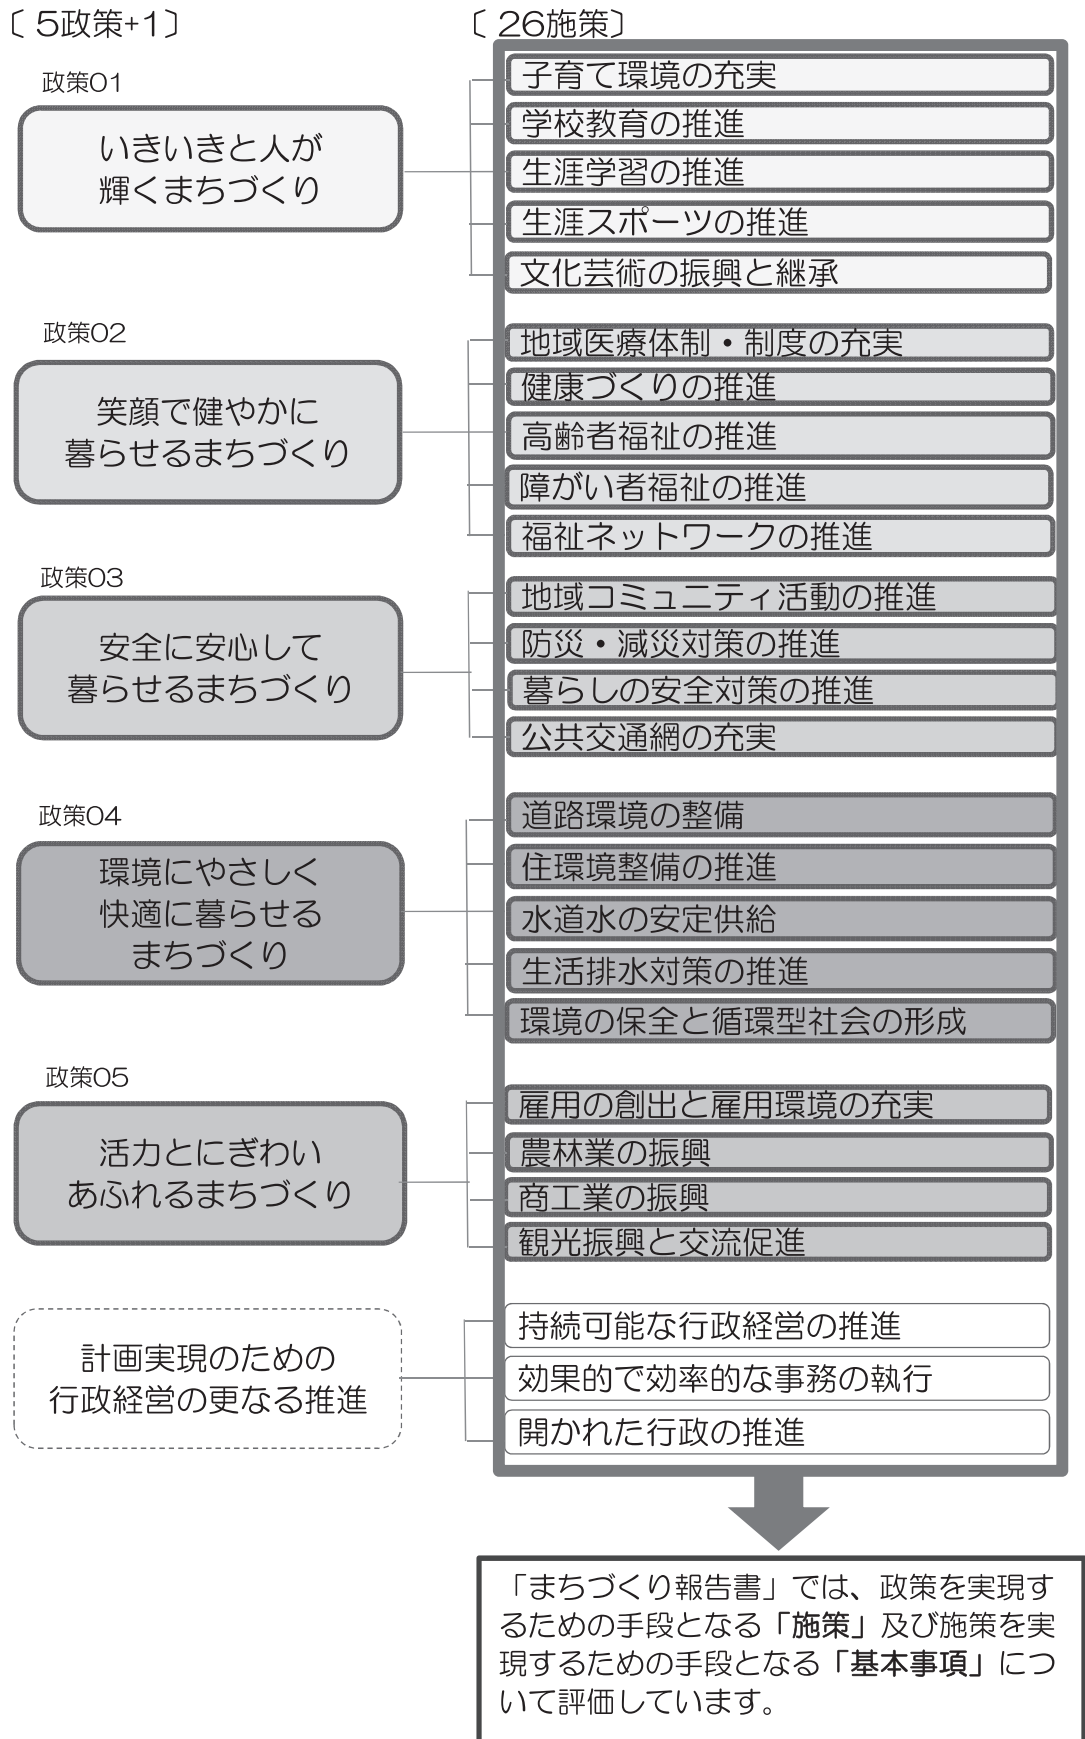 〔 5政策+1〕
〔 26施策〕
政策01
いきいきと人が
輝くまちづくり
子育て環境の充実
学校教育の推進
生涯学習の推進
生涯スポーツの推進
文化芸術の振興と継承
政策02
笑顔で健やかに
暮らせるまちづくり
地域医療体制・制度の充実
健康づくりの推進
高齢者福祉の推進
障がい者福祉の推進
福祉ネットワークの推進
政策03
安全に安心して
暮らせるまちづくり
地域コミュニティ活動の推進
防災・減災対策の推進
暮らしの安全対策の推進
公共交通網の充実
政策04
環境にやさしく
快適に暮らせる
まちづくり
道路環境の整備
住環境整備の推進
水道水の安定供給
生活排水対策の推進
環境の保全と循環型社会の形成
政策05
活力とにぎわい
あふれるまちづくり
雇用の創出と雇用環境の充実
農林業の振興
商工業の振興
観光振興と交流促進
計画実現のための
行政経営の更なる推進
持続可能な行政経営の推進
効果的で効率的な事務の執行
開かれた行政の推進
「まちづくり報告書」では、政策を実現す
るための手段となる「施策」及び施策を実
現するための手段となる「基本事項」につ
いて評価しています。